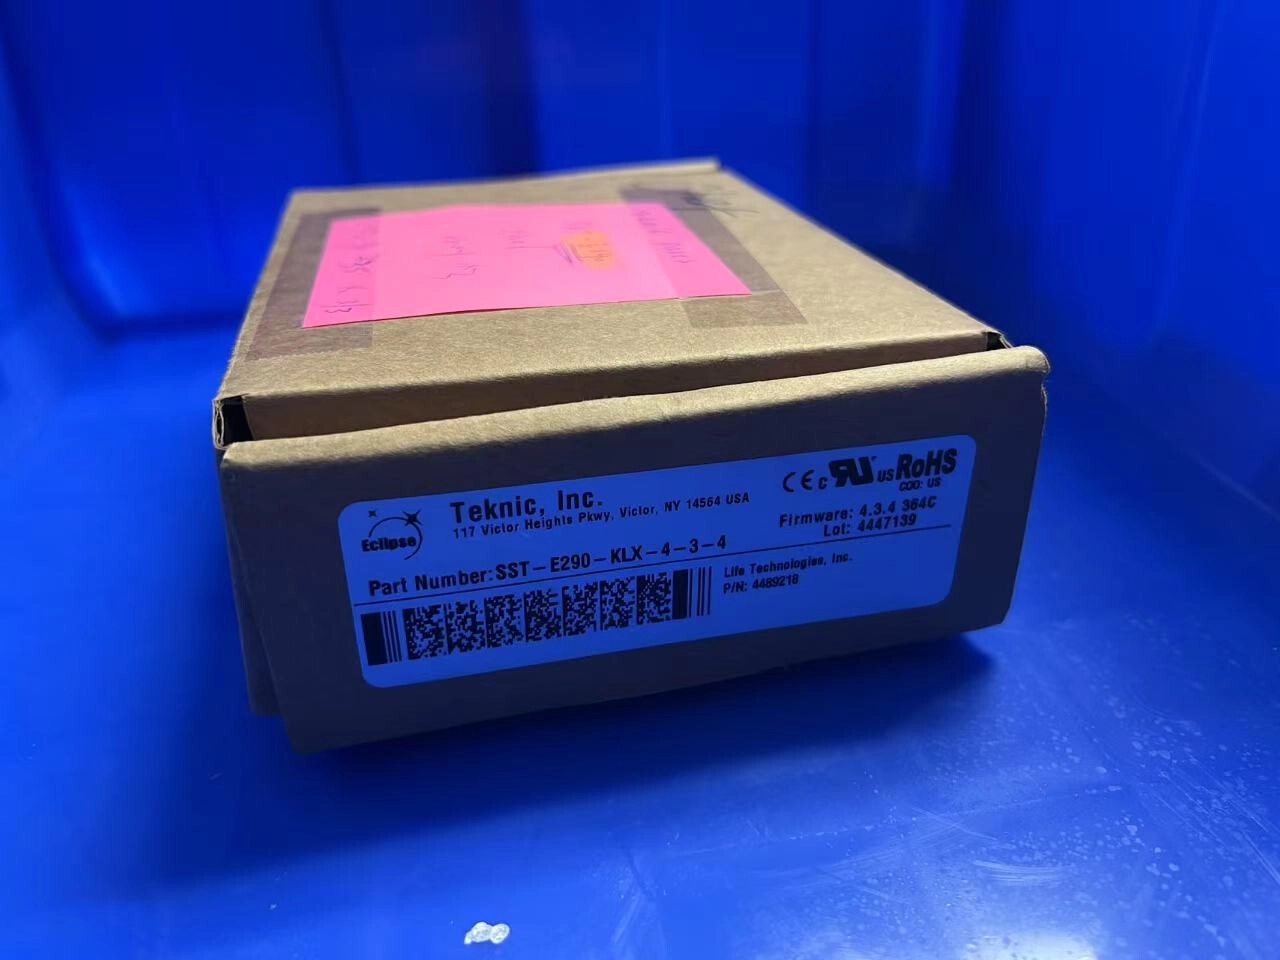 Eclipse
Teknic, Inc.
117 Victor Heights Pkwy, Victor, NY 14564 USA
CE c RU us RoHS
COO: US
Firmware: 4.3.4 364C
Lot: 4447139
Part Number: SST-E290-KLX-4-3-4
Life Technologies, Inc.
P/N: 4489218